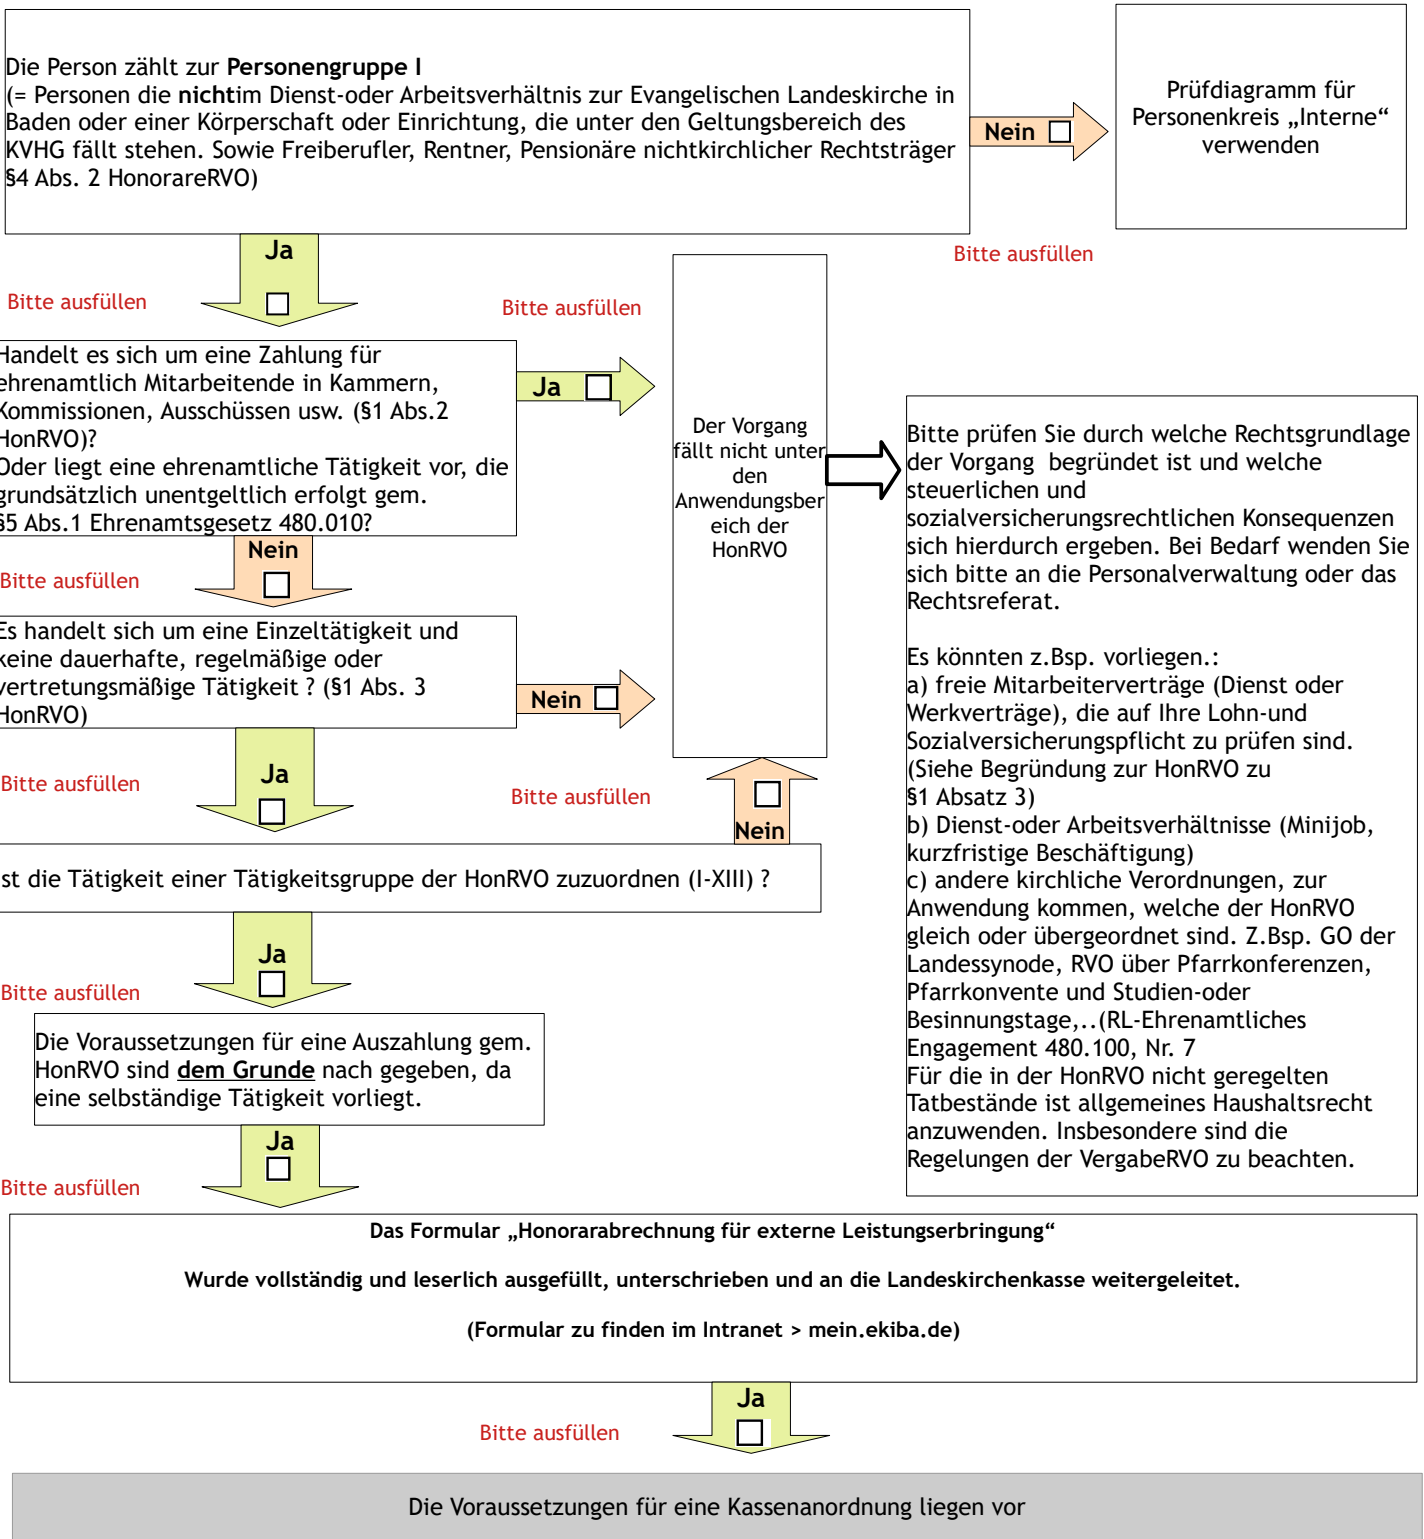 Die Person zählt zur Personengruppe I
(= Personen die nichtim Dienst-oder Arbeitsverhältnis zur Evangelischen Landeskirche in
Baden oder einer Körperschaft oder Einrichtung, die unter den Geltungsbereich des
KVHG fällt stehen. Sowie Freiberufler, Rentner, Pensionäre nichtkirchlicher Rechtsträger
§4 Abs. 2 HonorareRVO)
Nein
Prüfdiagramm für
Personenkreis „Interne“
verwenden
Bitte ausfüllen
Ja
Bitte ausfüllen
Bitte ausfüllen
Handelt es sich um eine Zahlung für
ehrenamtlich Mitarbeitende in Kammern,
Kommissionen, Ausschüssen usw. (§1 Abs.2
HonRVO)?
Oder liegt eine ehrenamtliche Tätigkeit vor, die
grundsätzlich unentgeltlich erfolgt gem.
§5 Abs.1 Ehrenamtsgesetz 480.010?
Ja
Der Vorgang
fällt nicht unter
den
Anwendungsber
eich der
HonRVO
Bitte prüfen Sie durch welche Rechtsgrundlage
der Vorgang begründet ist und welche
steuerlichen und
sozialversicherungsrechtlichen Konsequenzen
sich hierdurch ergeben. Bei Bedarf wenden Sie
sich bitte an die Personalverwaltung oder das
Rechtsreferat.
Es könnten z.Bsp. vorliegen.:
a) freie Mitarbeiterverträge (Dienst oder
Werkverträge), die auf Ihre Lohn-und
Sozialversicherungspflicht zu prüfen sind.
(Siehe Begründung zur HonRVO zu
§1 Absatz 3)
b) Dienst-oder Arbeitsverhältnisse (Minijob,
kurzfristige Beschäftigung)
c) andere kirchliche Verordnungen, zur
Anwendung kommen, welche der HonRVO
gleich oder übergeordnet sind. Z.Bsp. GO der
Landessynode, RVO über Pfarrkonferenzen,
Pfarrkonvente und Studien-oder
Besinnungstage,..(RL-Ehrenamtliches
Engagement 480.100, Nr. 7
Für die in der HonRVO nicht geregelten
Tatbestände ist allgemeines Haushaltsrecht
anzuwenden. Insbesondere sind die
Regelungen der VergabeRVO zu beachten.
Nein
Bitte ausfüllen
Es handelt sich um eine Einzeltätigkeit und
keine dauerhafte, regelmäßige oder
vertretungsmäßige Tätigkeit ? (§1 Abs. 3
HonRVO)
Nein
Ja
Bitte ausfüllen
Bitte ausfüllen
Nein
Ist die Tätigkeit einer Tätigkeitsgruppe der HonRVO zuzuordnen (I-XIII) ?
Ja
Bitte ausfüllen
Die Voraussetzungen für eine Auszahlung gem.
HonRVO sind dem Grunde nach gegeben, da
eine selbständige Tätigkeit vorliegt.
Ja
Bitte ausfüllen
Das Formular „Honorarabrechnung für externe Leistungserbringung“
Wurde vollständig und leserlich ausgefüllt, unterschrieben und an die Landeskirchenkasse weitergeleitet.
(Formular zu finden im Intranet > mein.ekiba.de)
Ja
Bitte ausfüllen
Die Voraussetzungen für eine Kassenanordnung liegen vor